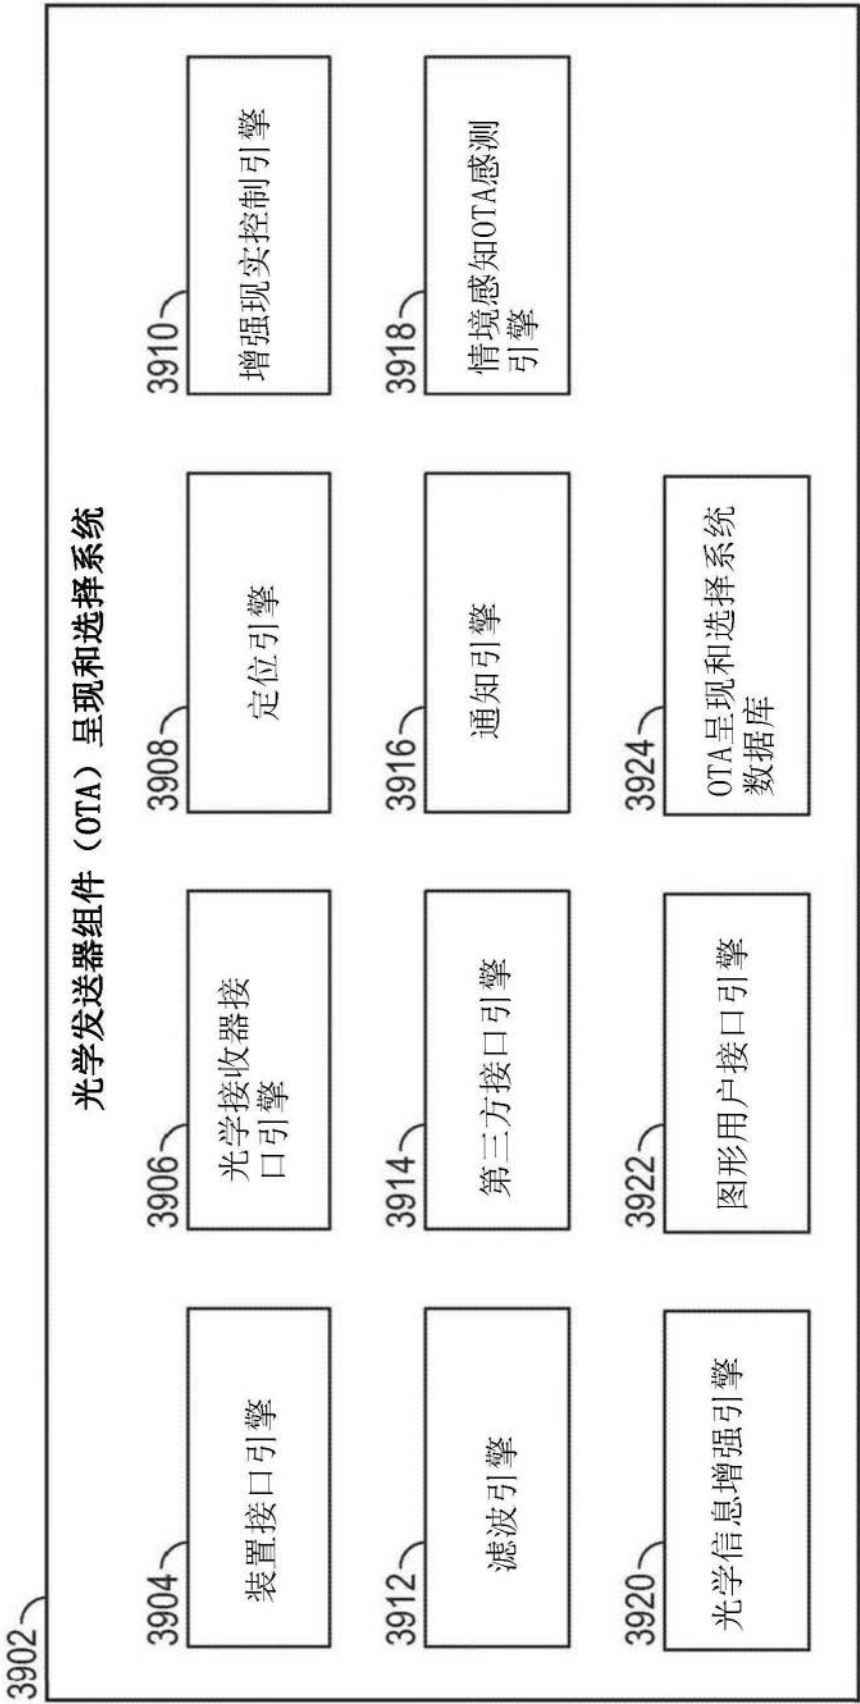 3902
光学发送器组件（OTA）呈现和选择系统
3904
装置接口引擎
3906
光学接收器接
口引擎
3908
定位引擎
3910
增强现实控制引擎
3912
滤波引擎
3914
第三方接口引擎
3916
通知引擎
3918
情境感知OTA感测
引擎
3920
光学信息增强引擎
3922
图形用户接口引擎
3924
OTA呈现和选择系统
数据库